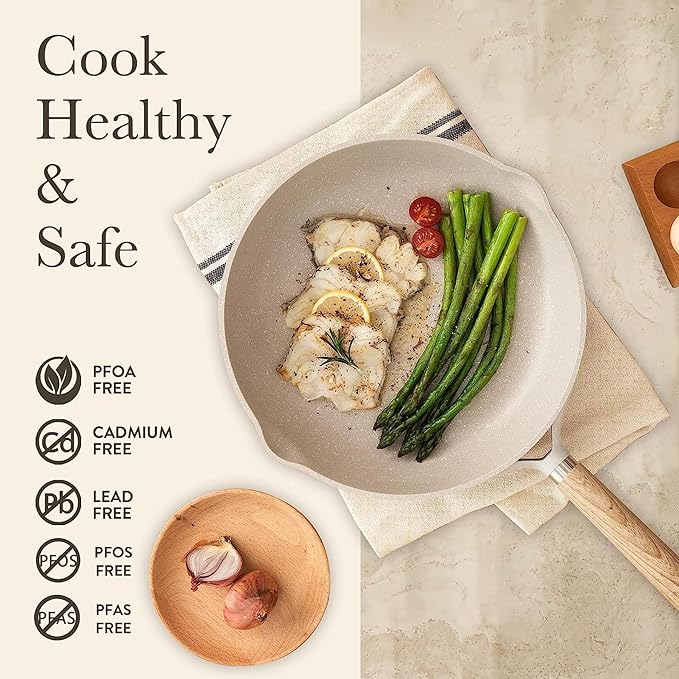 Cook
Healthy
&
Safe
PFOA
FREE
Cd
CADMIUM
FREE
Pb
LEAD
FREE
PFOS
PFOS
FREE
PFAS
PFAS
FREE